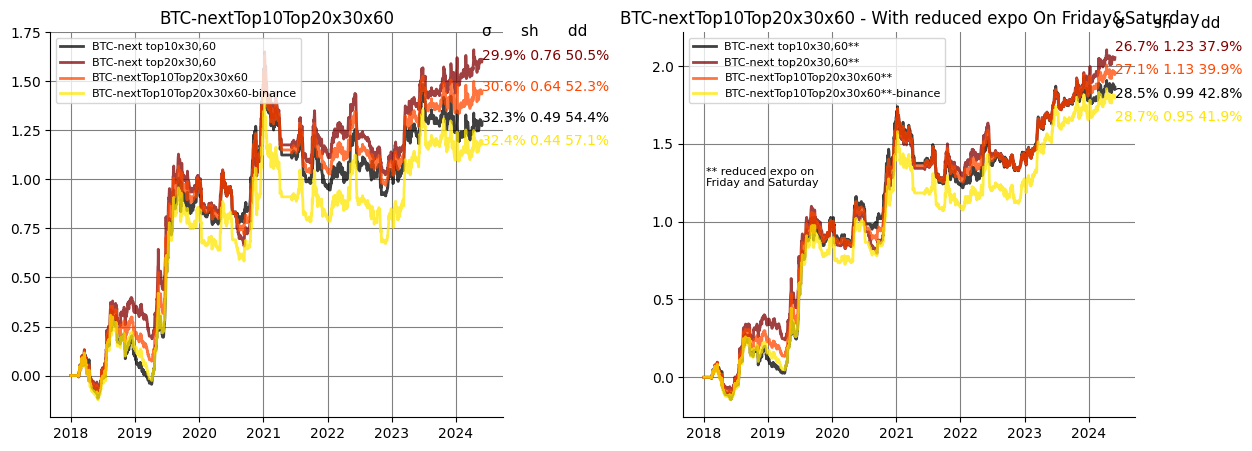 BTC-nextTop10Top20x30x60
σ sh dd
BTC-next top10x30,60
BTC-next top20x30,60
BTC-nextTop10Top20x30x60
BTC-nextTop10Top20x30x60-binance
29.9% 0.76 50.5%
30.6% 0.64 52.3%
32.3% 0.49 54.4%
32.4% 0.44 57.1%
1.75
1.50
1.25
1.00
0.75
0.50
0.25
0.00
2018 2019 2020 2021 2022 2023 2024
BTC-nextTop10Top20x30x60 - With reduced expo On Friday&Saturday
σ sh dd
BTC-next top10x30,60**
BTC-next top20x30,60**
BTC-nextTop10Top20x30x60**
BTC-nextTop10Top20x30x60**-binance
26.7% 1.23 37.9%
27.1% 1.13 39.9%
28.5% 0.99 42.8%
28.7% 0.95 41.9%
** reduced expo on
Friday and Saturday
2.0
1.5
1.0
0.5
0.0
2018 2019 2020 2021 2022 2023 2024